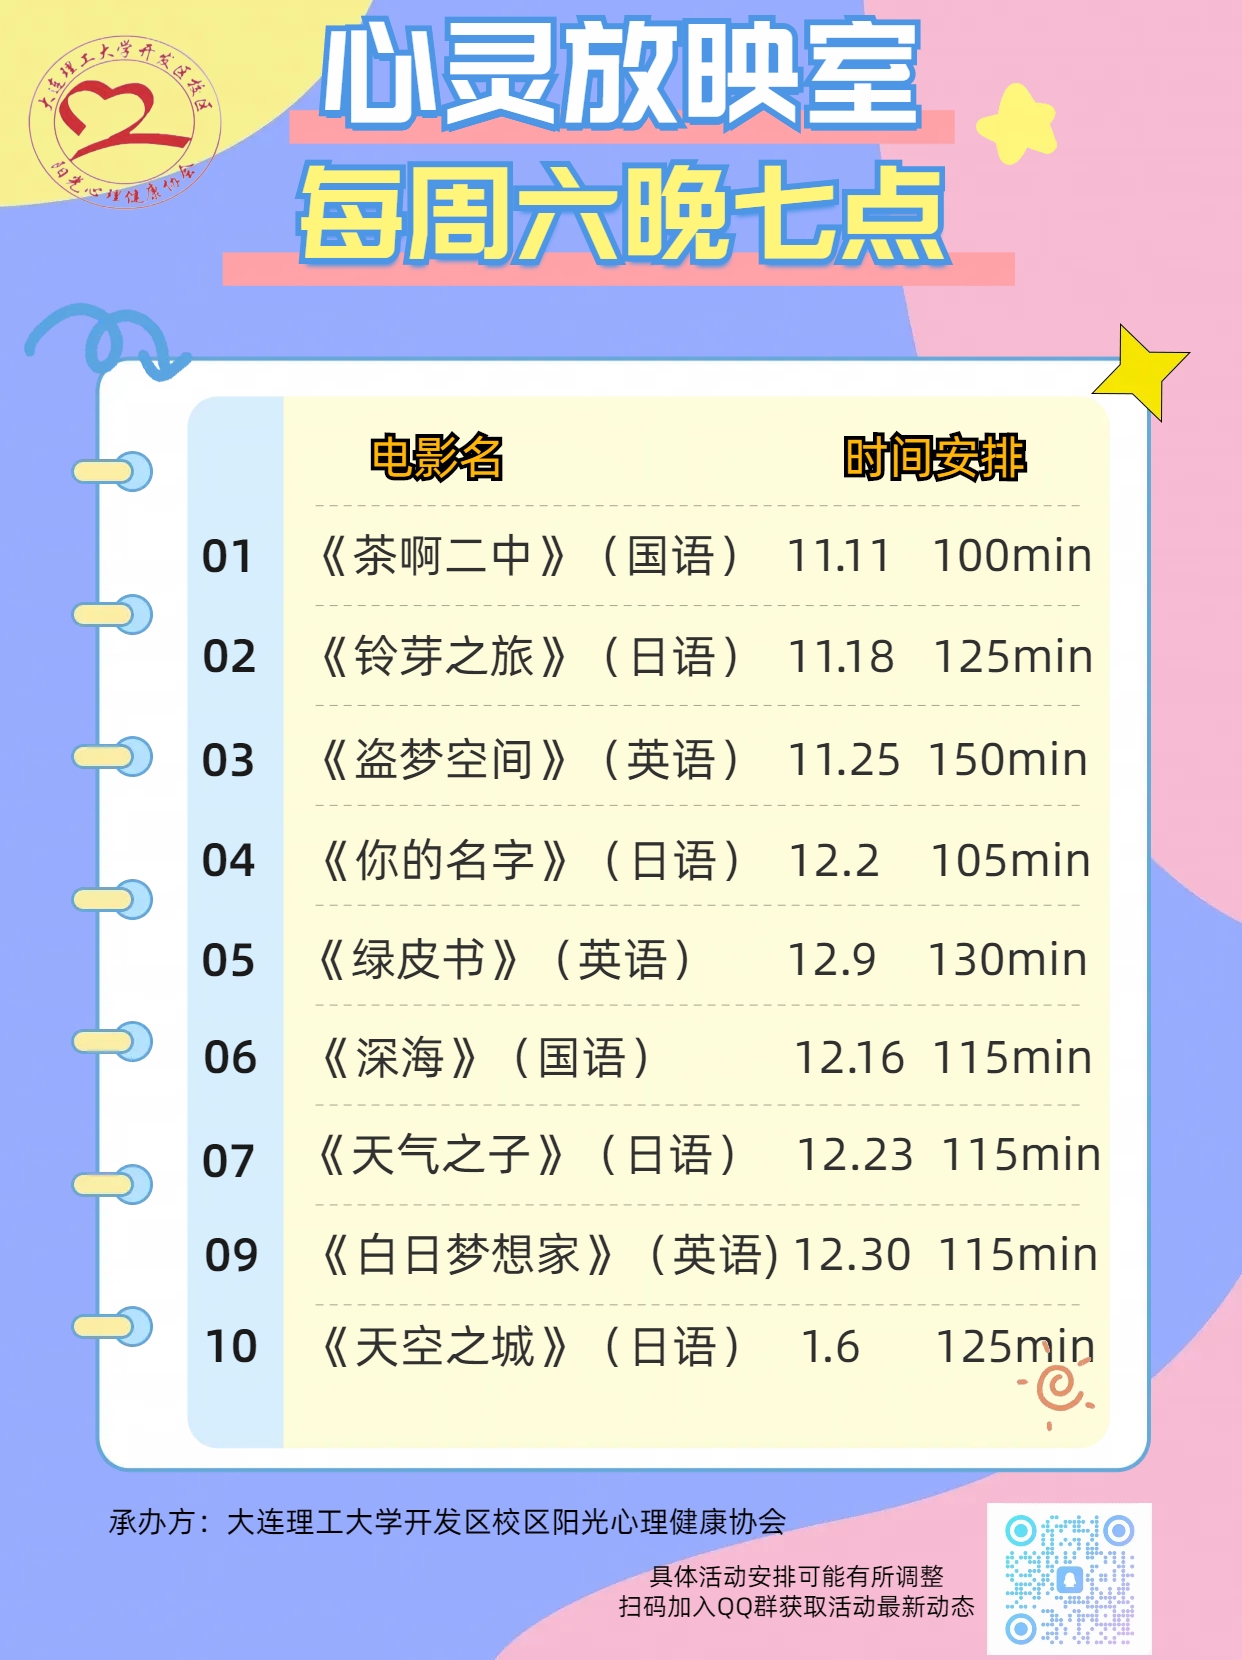 大连理工大学开发区校区
阳光心理健康协会
心灵放映室
每周六晚七点
电影名 时间安排
01 《茶啊二中》（国语） 11.11 100min
02 《铃芽之旅》（日语） 11.18 125min
03 《盗梦空间》（英语） 11.25 150min
04 《你的名字》（日语） 12.2 105min
05 《绿皮书》（英语） 12.9 130min
06 《深海》（国语） 12.16 115min
07 《天气之子》（日语） 12.23 115min
09 《白日梦想家》（英语) 12.30 115min
10 《天空之城》（日语） 1.6 125min
承办方：大连理工大学开发区校区阳光心理健康协会
具体活动安排可能有所调整
扫码加入QQ群获取活动最新动态